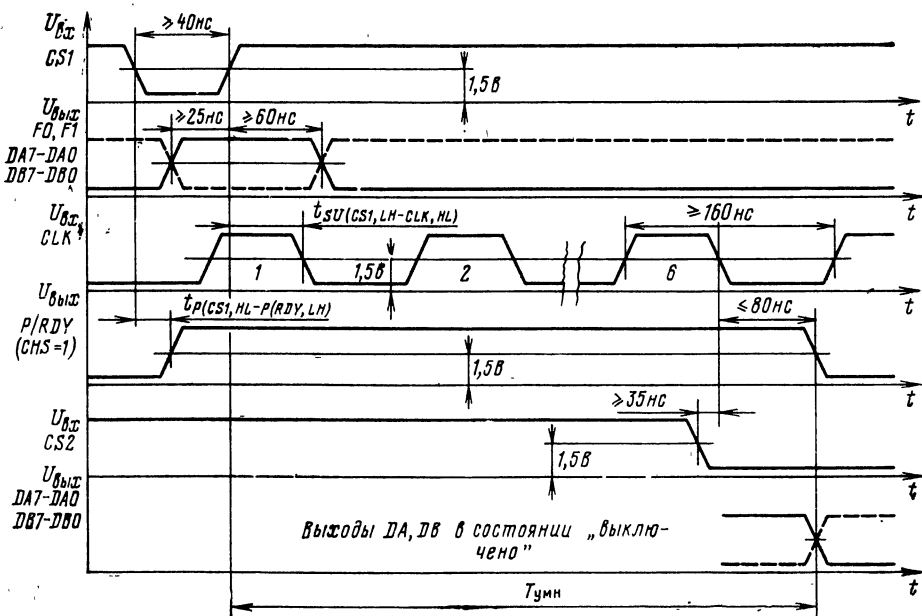 Uвх
CS1
≥40нс
1,5в
t
Uвых
F0, F1
DA7-DA0
DB7-DB0
≥25нс
≥60нс
t
Uвх
CLK
tSU(CS1,LH-CLK,HL)
≥160нс
1
1,5в
2
6
t
Uвых
P/RDY
(CHS=1)
tP(CS1,HL-P(RDY,LH)
≤80нс
1,5в
t
Uвх
CS2
≥35нс
1,5в
t
Uвых
DA7-DA0
DB7-DB0
Выходы DA, DB в состоянии „выклю-
чено"
t
Tумн